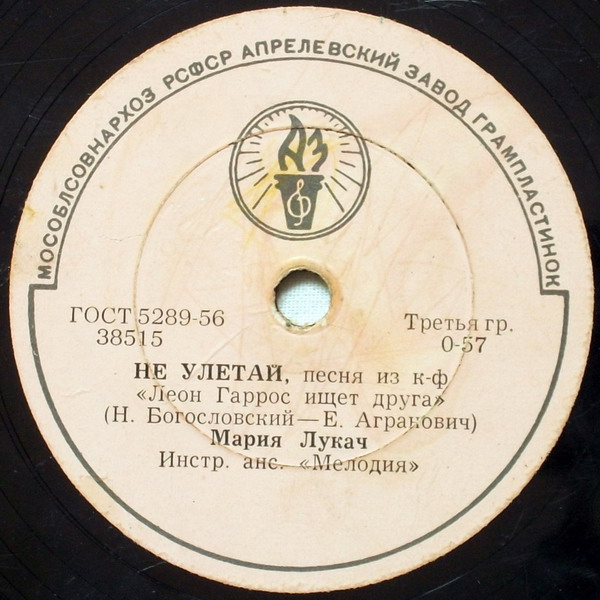 МОСОБЛСОВНАРХОЗ РСФСР АПРЕЛЕВСКИЙ ЗАВОД ГРАМПЛАСТИНОК
АЗ
ГОСТ 5289-56
38515
Третья гр.
0-57
НЕ УЛЕТАЙ, песня из к-ф
«Леон Гаррос ищет друга»
(Н. Богословский — Е. Агранович)
Мария Лукач
Инстр. анс. «Мелодия»